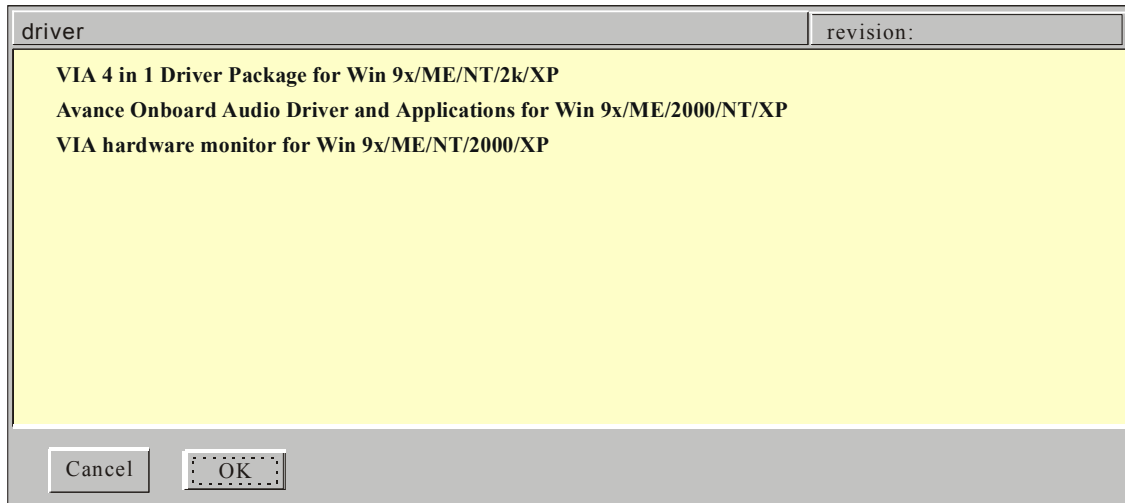 driver revision:
VIA 4 in 1 Driver Package for Win 9x/ME/NT/2k/XP
Avance Onboard Audio Driver and Applications for Win 9x/ME/2000/NT/XP
VIA hardware monitor for Win 9x/ME/NT/2000/XP
Cancel OK